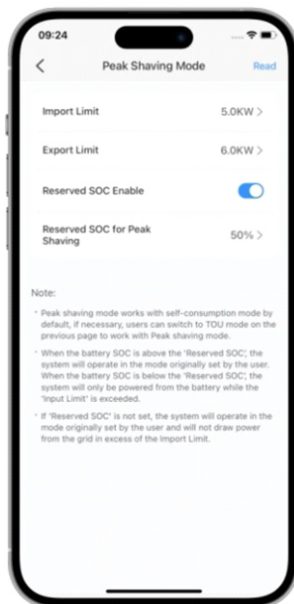 09:24
Peak Shaving Mode Read
Import Limit 5.0KW >
Export Limit 6.0KW >
Reserved SOC Enable
Reserved SOC for Peak 50% >
Shaving
Note:
* Peak shaving mode works with self-consumption mode by
default, if necessary, users can switch to TOU mode on the
previous page to work with Peak shaving mode.
* When the battery SOC is above the 'Reserved SOC', the
system will operate in the mode originally set by the user.
When the battery SOC is below the 'Reserved SOC', the
system will only be powered from the battery while the
'Input Limit' is exceeded.
* If 'Reserved SOC' is not set, the system will operate in the
mode originally set by the user and will not draw power
from the grid in excess of the Import Limit.